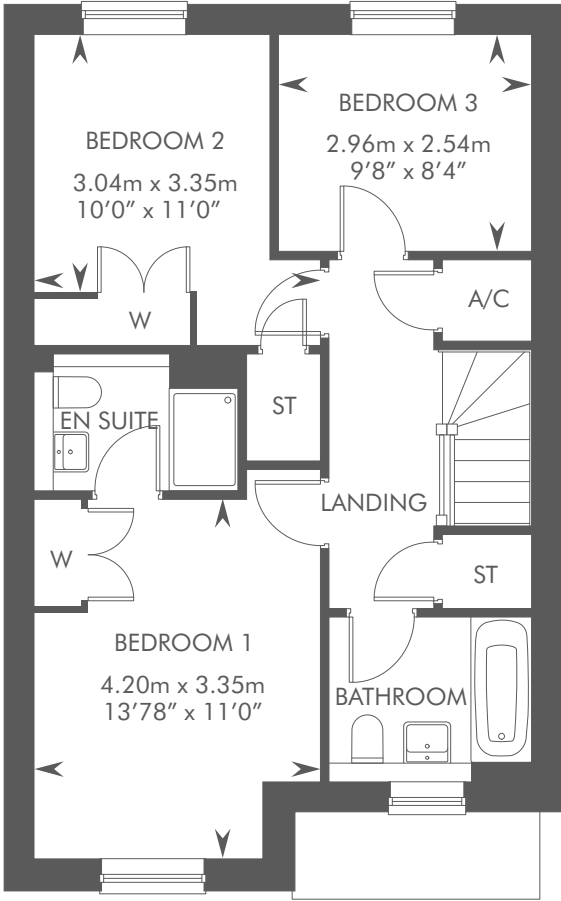 BEDROOM 3
2.96m x 2.54m
9’8” x 8’4”
BEDROOM 2
3.04m x 3.35m
10’0” x 11’0”
W
A/C
EN SUITE
ST
LANDING
W
ST
BEDROOM 1
4.20m x 3.35m
13’78” x 11’0”
BATHROOM